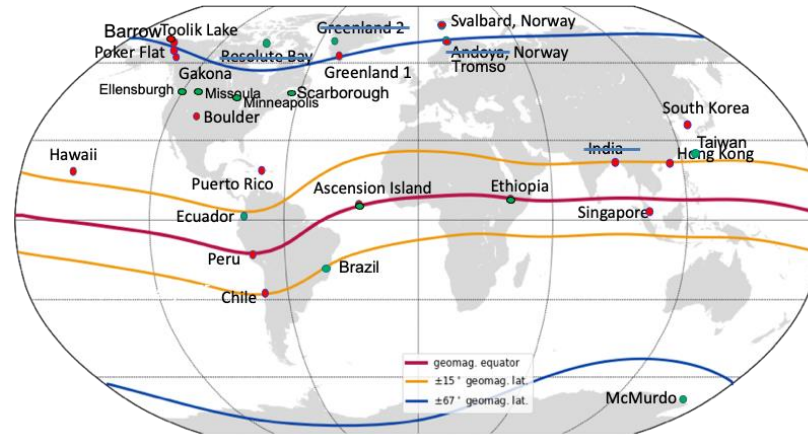 Svalbard, Norway
Greenland 2
BarrowToolik Lake
Poker Flat
Resolute Bay
Andoya, Norway
Tromso
Gakona
Greenland 1
Ellensburgh
Missoula
Minneapolis
Scarborough
Boulder
South Korea
Taiwan
India
Hong Kong
Hawaii
Puerto Rico
Ascension Island
Ethiopia
Ecuador
Singapore
Peru
Brazil
Chile
geomag. equator
±15° geomag. lat.
±67° geomag. lat.
McMurdo